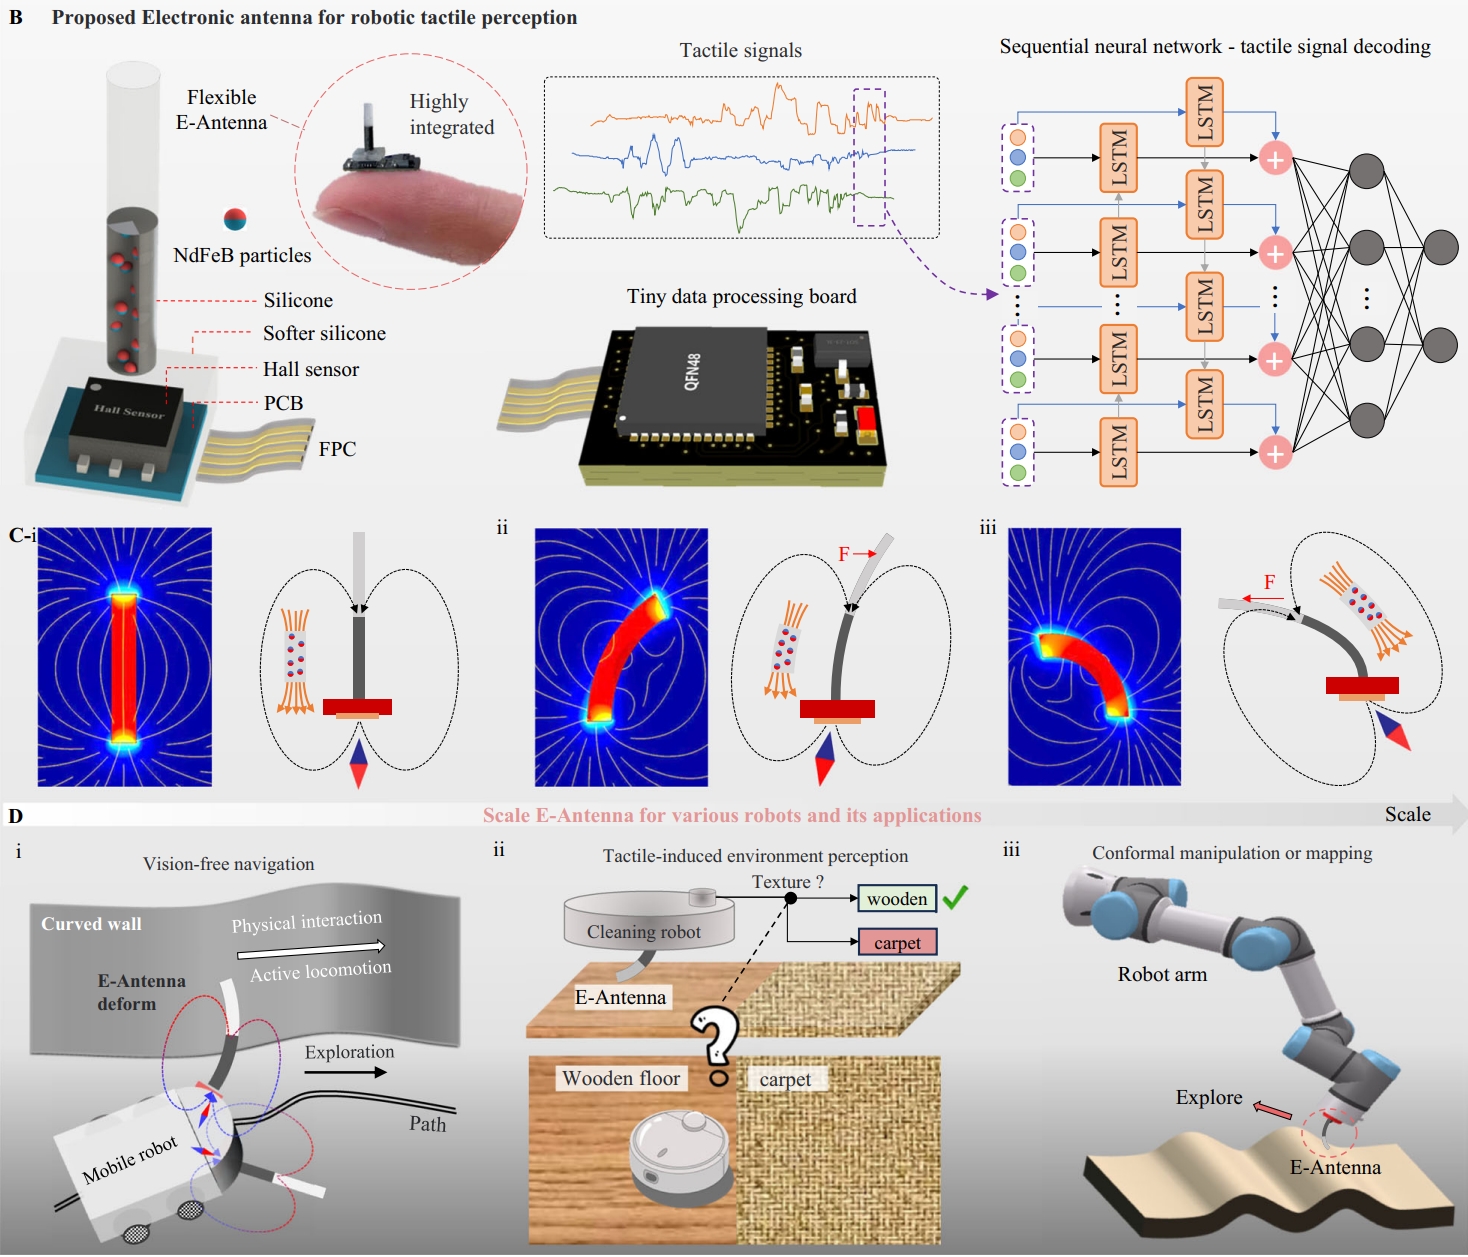 B Proposed Electronic antenna for robotic tactile perception
Flexible
E-Antenna
Highly
integrated
NdFeB particles
Silicone
Softer silicone
Hall sensor
PCB
Hall Sensor
FPC
Tactile signals
Tiny data processing board
QFN48
Sequential neural network - tactile signal decoding
LSTM
LSTM
LSTM
LSTM
LSTM
LSTM
LSTM
LSTM
C-i
ii
F
iii
F
D
Scale E-Antenna for various robots and its applications
Scale
i
Vision-free navigation
Curved wall
Physical interaction
Active locomotion
E-Antenna
deform
Exploration
Path
Mobile robot
ii
Tactile-induced environment perception
Texture ?
wooden
carpet
Cleaning robot
E-Antenna
?
Wooden floor
carpet
iii
Conformal manipulation or mapping
Robot arm
Explore
E-Antenna